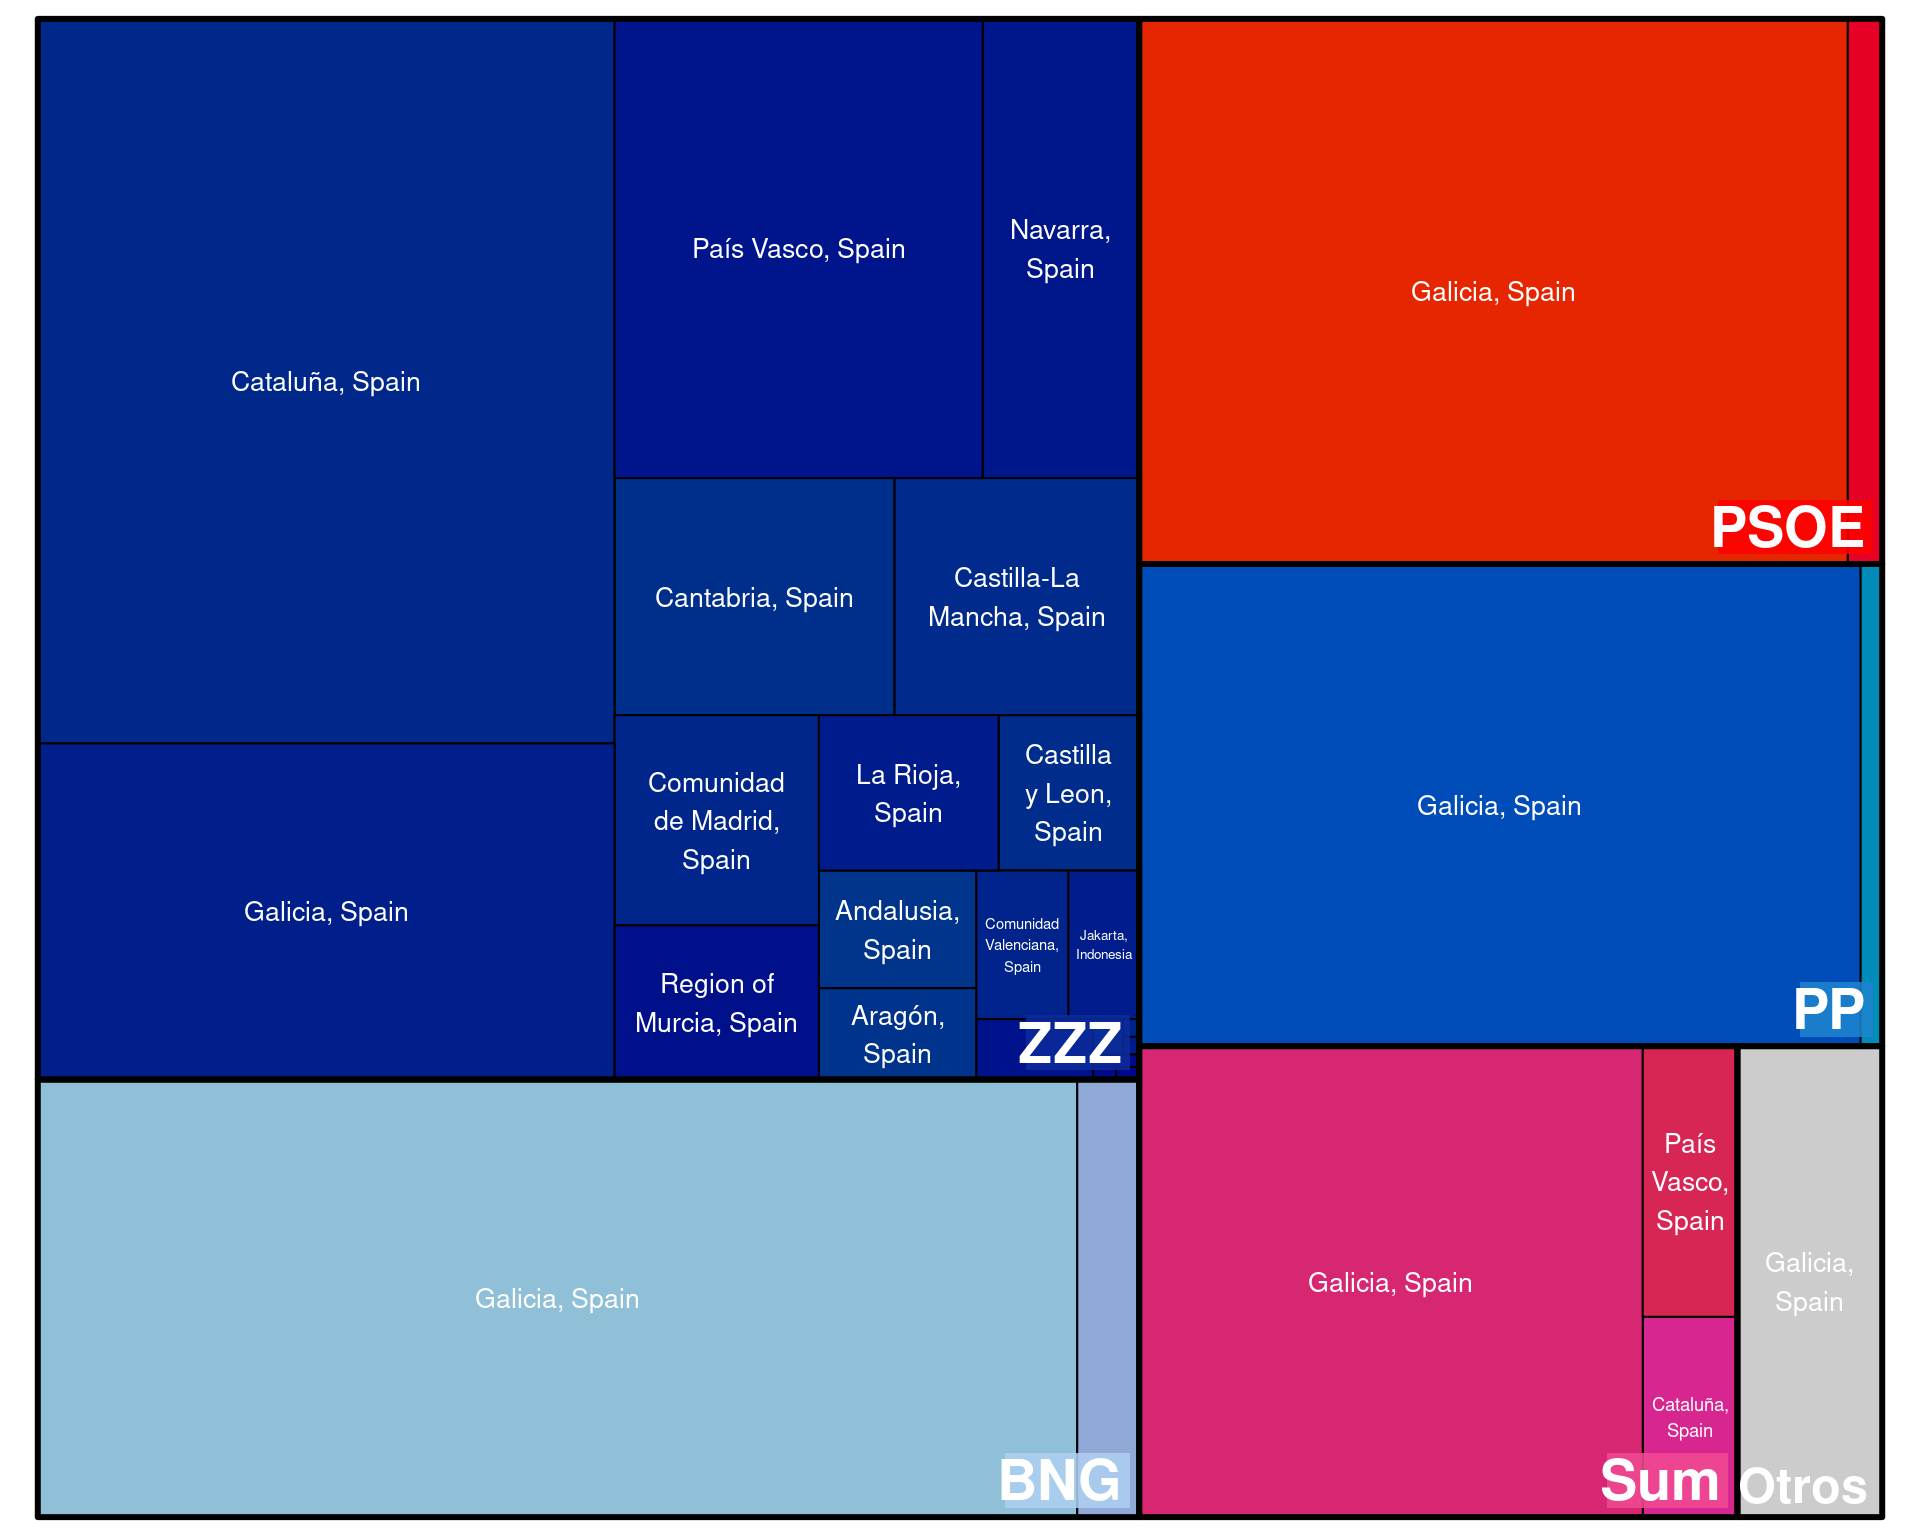 Cataluña, Spain
Galicia, Spain
País Vasco, Spain
Navarra,
Spain
Cantabria, Spain
Castilla-La
Mancha, Spain
Comunidad
de Madrid,
Spain
La Rioja,
Spain
Castilla
y Leon,
Spain
Region of
Murcia, Spain
Andalusia,
Spain
Aragón,
Spain
Comunidad
Valenciana,
Spain
Jakarta,
Indonesia
ZZZ
Galicia, Spain
BNG
Galicia, Spain
PSOE
Galicia, Spain
PP
Galicia, Spain
País
Vasco,
Spain
Cataluña,
Spain
Sum
Galicia,
Spain
Otros